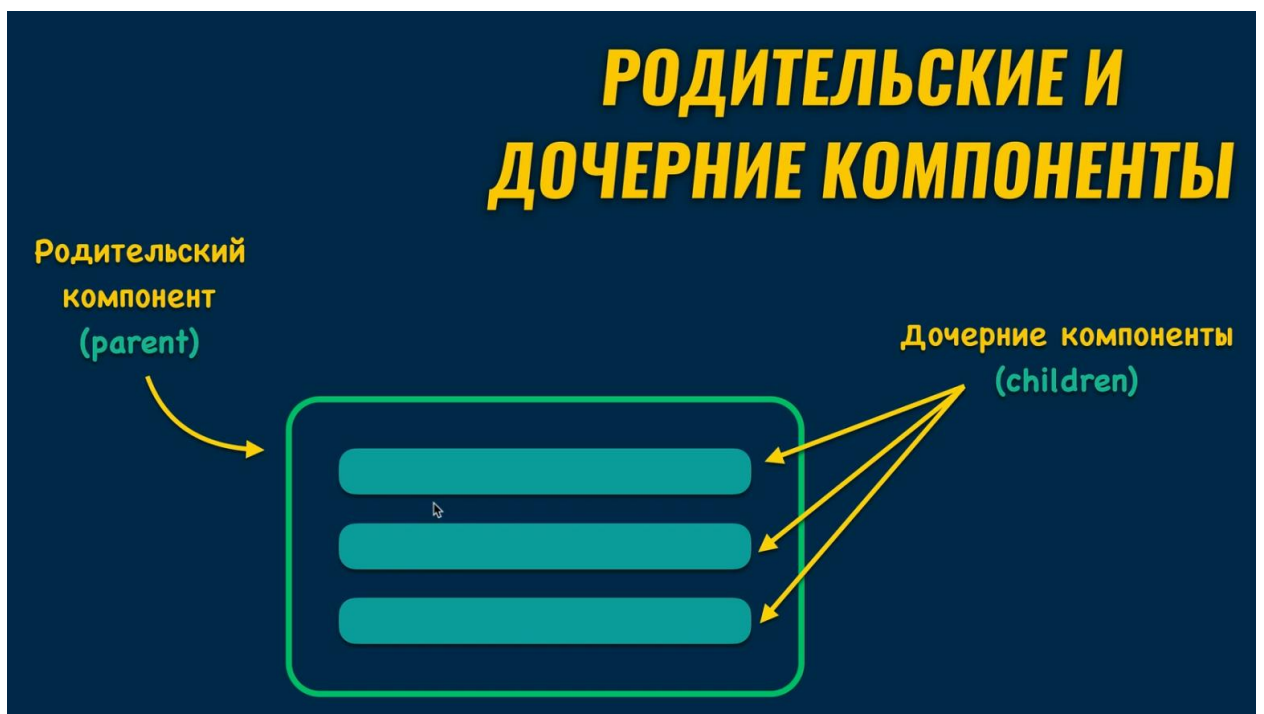 РОДИТЕЛЬСКИЕ И
ДОЧЕРНИЕ КОМПОНЕНТЫ
Родительский
компонент
(parent)
Дочерние компоненты
(children)